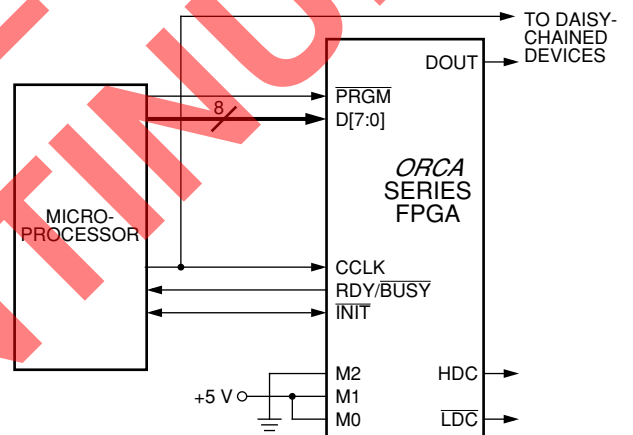 TO DAISY-
CHAINED
DEVICES
DOUT
PRGM
8
D[7:0]
ORCA
SERIES
FPGA
MICRO-
PROCESSOR
CCLK
RDY/BUSY
INIT
M2
HDC
+5 V
M1
M0
LDC